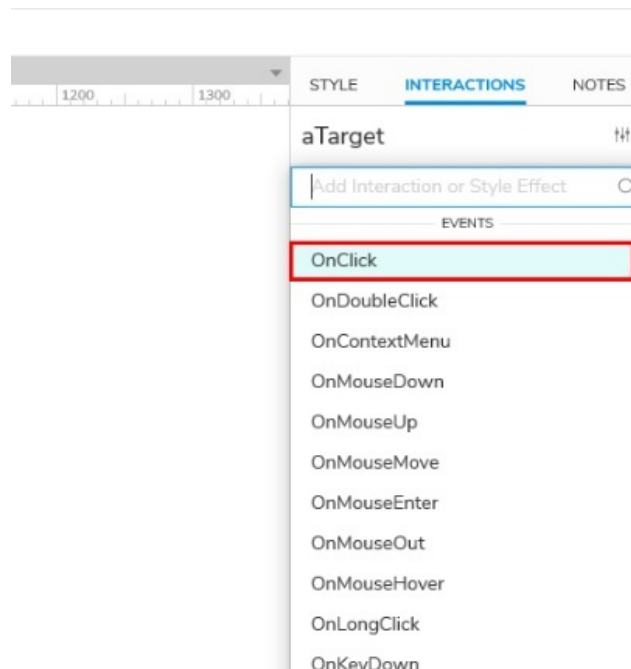 STYLE INTERACTIONS NOTES
1200 1300
aTarget
Add Interaction or Style Effect
EVENTS
OnClick
OnDoubleClick
OnContextMenu
OnMouseDown
OnMouseUp
OnMouseMove
OnMouseEnter
OnMouseOut
OnMouseHover
OnLongClick
OnKeyDown